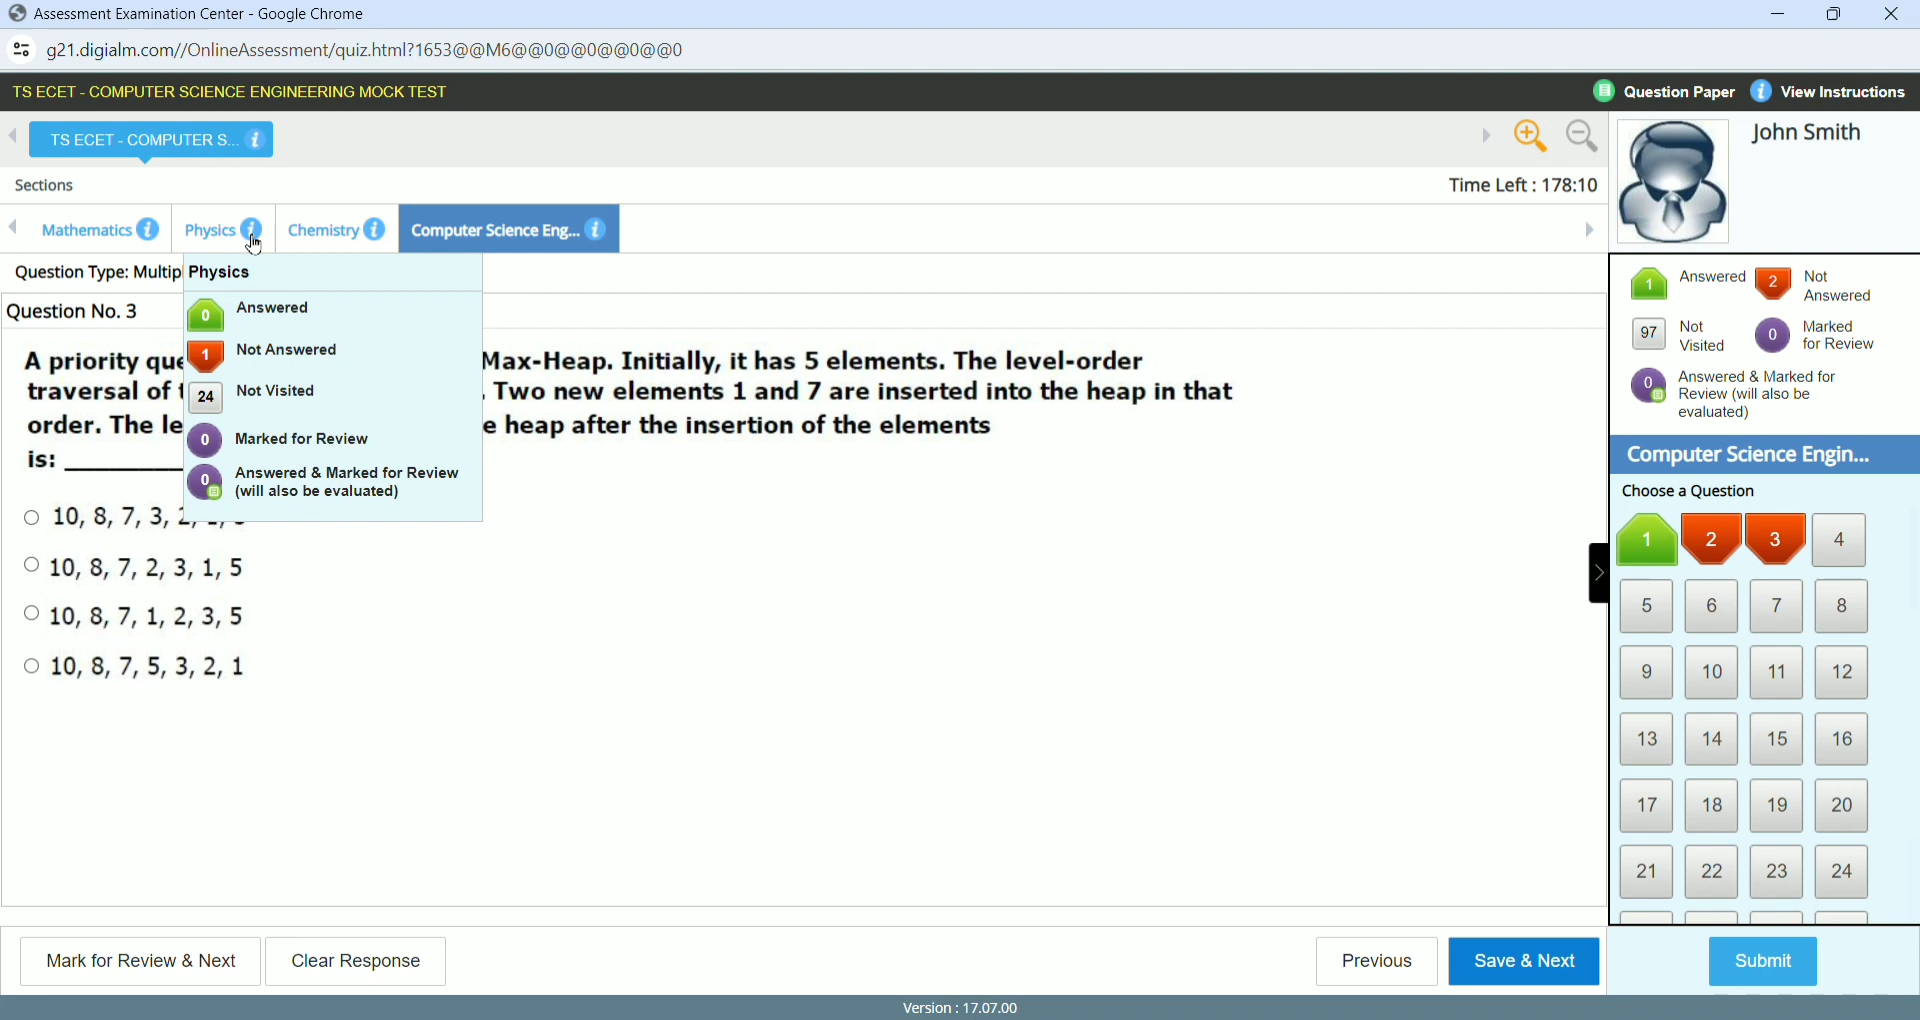 Assessment Examination Center - Google Chrome
g21.digialm.com//OnlineAssessment/quiz.html?1653@@M6@@0@@0@@0@@0
TS ECET - COMPUTER SCIENCE ENGINEERING MOCK TEST
Question Paper
View Instructions
TS ECET - COMPUTER S...
John Smith
Sections
Time Left : 178:10
Mathematics
Physics
Chemistry
Computer Science Eng...
Question Type: Multip
Physics
0 Answered
1 Not Answered
24 Not Visited
0 Marked for Review
0 Answered & Marked for Review
(will also be evaluated)
Question No. 3
A priority que Max-Heap. Initially, it has 5 elements. The level-order
traversal of . Two new elements 1 and 7 are inserted into the heap in that
order. The le e heap after the insertion of the elements
is: ________
10, 8, 7, 3, 2,
10, 8, 7, 2, 3, 1, 5
10, 8, 7, 1, 2, 3, 5
10, 8, 7, 5, 3, 2, 1
1 Answered
2 Not
Answered
97 Not
Visited
0 Marked
for Review
0 Answered & Marked for
Review (will also be
evaluated)
Computer Science Engin...
Choose a Question
1 2 3 4
5 6 7 8
9 10 11 12
13 14 15 16
17 18 19 20
21 22 23 24
Mark for Review & Next
Clear Response
Previous
Save & Next
Submit
Version : 17.07.00